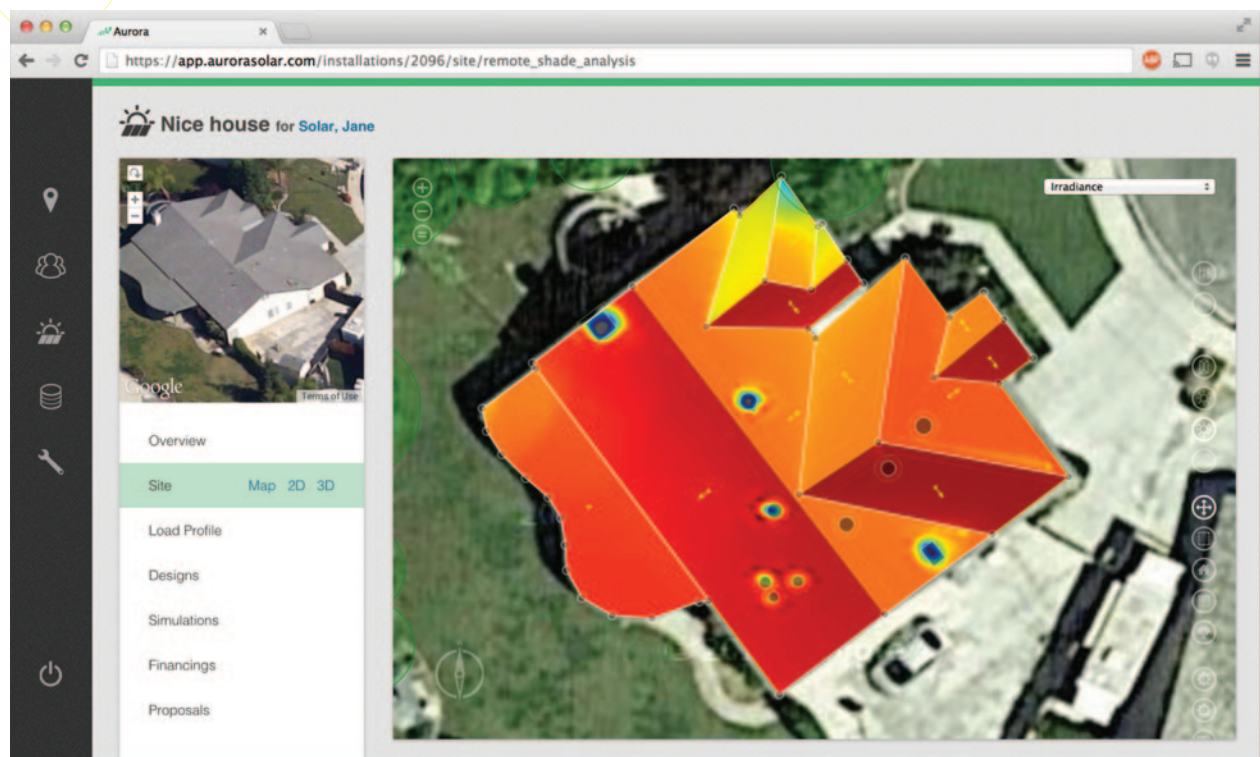 Aurora
https://app.aurorasolar.com/installations/2096/site/remote_shade_analysis
Nice house for Solar, Jane
Google
Terms of Use
Irradiance
Overview
Site Map 2D 3D
Load Profile
Designs
Simulations
Financings
Proposals